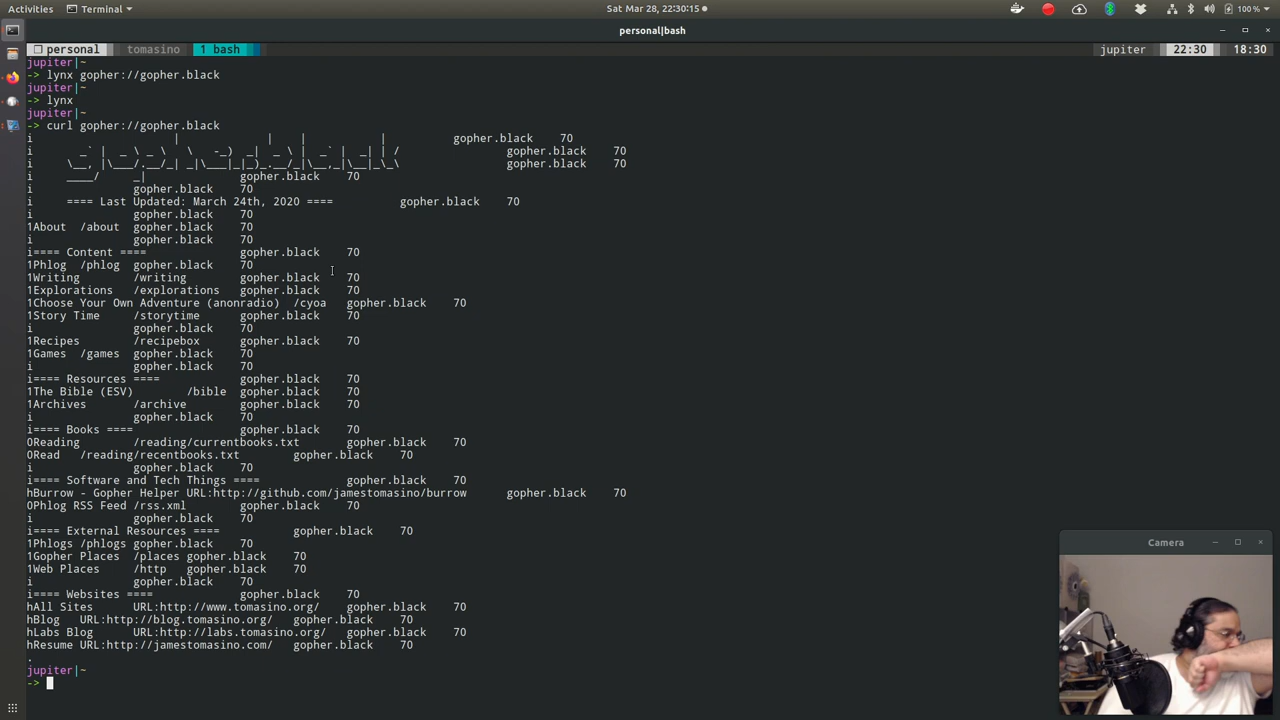 Activities
Terminal
Sat Mar 28, 22:30:15
100 %
personal|bash
personal
tomasino
1 bash
jupiter
22:30
18:30
jupiter|~
-> lynx gopher://gopher.black
jupiter|~
-> lynx
jupiter|~
-> curl gopher://gopher.black
i | | | | gopher.black 70
i _` | _ \ _ \ \ -_) _| _ \ | _` | _| | / gopher.black 70
i \__, |\___/.__/_| _|\___|_|_)_.__/_|\__,_|\__|_\_\ gopher.black 70
i ____/ _| gopher.black 70
i gopher.black 70
i ==== Last Updated: March 24th, 2020 ==== gopher.black 70
i gopher.black 70
1About /about gopher.black 70
i gopher.black 70
i==== Content ==== gopher.black 70
1Phlog /phlog gopher.black 70
1Writing /writing gopher.black 70
1Explorations /explorations gopher.black 70
1Choose Your Own Adventure (anonradio) /cyoa gopher.black 70
1Story Time /storytime gopher.black 70
i gopher.black 70
1Recipes /recipebox gopher.black 70
1Games /games gopher.black 70
i gopher.black 70
i==== Resources ==== gopher.black 70
1The Bible (ESV) /bible gopher.black 70
1Archives /archive gopher.black 70
i gopher.black 70
i==== Books ==== gopher.black 70
0Reading /reading/currentbooks.txt gopher.black 70
0Read /reading/recentbooks.txt gopher.black 70
i gopher.black 70
i==== Software and Tech Things ==== gopher.black 70
hBurrow - Gopher Helper URL:http://github.com/jamestomasino/burrow gopher.black 70
0Phlog RSS Feed /rss.xml gopher.black 70
i gopher.black 70
i==== External Resources ==== gopher.black 70
1Phlogs /phlogs gopher.black 70
1Gopher Places /places gopher.black 70
1Web Places /http gopher.black 70
i gopher.black 70
i==== Websites ==== gopher.black 70
hAll Sites URL:http://www.tomasino.org/ gopher.black 70
hBlog URL:http://blog.tomasino.org/ gopher.black 70
hLabs Blog URL:http://labs.tomasino.org/ gopher.black 70
hResume URL:http://jamestomasino.com/ gopher.black 70
.
jupiter|~
->
Camera